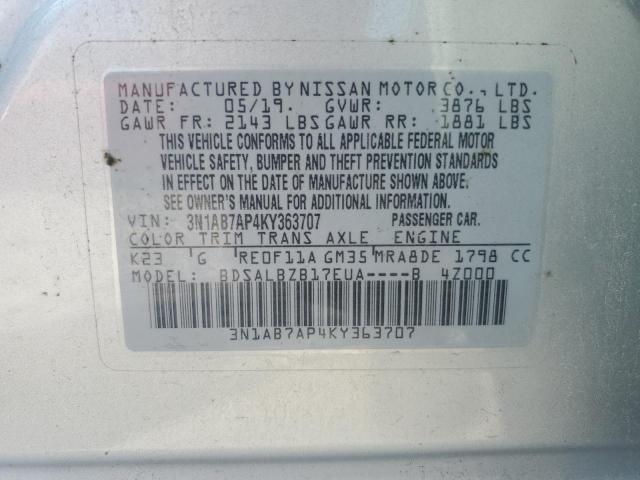 MANUFACTURED BY NISSAN MOTOR CO., LTD.
DATE: 05/19. GVWR: 3876 LBS
GAWR FR: 2143 LBS GAWR RR: 1881 LBS
THIS VEHICLE CONFORMS TO ALL APPLICABLE FEDERAL MOTOR
VEHICLE SAFETY, BUMPER AND THEFT PREVENTION STANDARDS
IN EFFECT ON THE DATE OF MANUFACTURE SHOWN ABOVE.
SEE OWNER'S MANUAL FOR ADDITIONAL INFORMATION.
VIN: 3N1AB7AP4KY363707 PASSENGER CAR.
COLOR TRIM TRANS AXLE ENGINE
K23 G RE0F11A GM35 MRA8DE 1798 CC
MODEL: BDSALBZB17EUA----B 4Z000
3N1AB7AP4KY363707